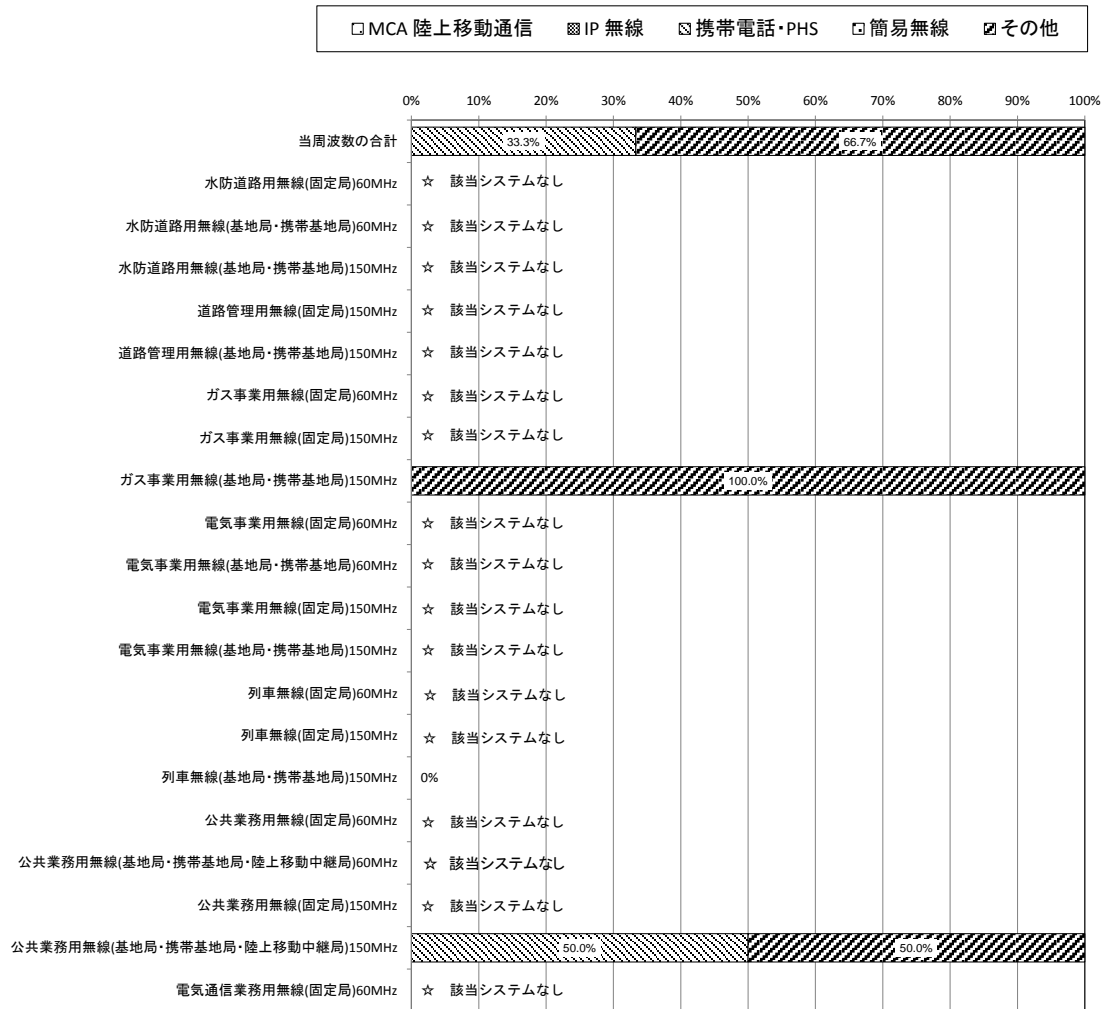 MCA 陸上移動通信 IP 無線 携帯電話・PHS 簡易無線 その他
0% 10% 20% 30% 40% 50% 60% 70% 80% 90% 100%
当周波数の合計 33.3% 66.7%
水防道路用無線(固定局)60MHz ☆ 該当システムなし
水防道路用無線(基地局・携帯基地局)60MHz ☆ 該当システムなし
水防道路用無線(基地局・携帯基地局)150MHz ☆ 該当システムなし
道路管理用無線(固定局)150MHz ☆ 該当システムなし
道路管理用無線(基地局・携帯基地局)150MHz ☆ 該当システムなし
ガス事業用無線(固定局)60MHz ☆ 該当システムなし
ガス事業用無線(固定局)150MHz ☆ 該当システムなし
ガス事業用無線(基地局・携帯基地局)150MHz 100.0%
電気事業用無線(固定局)60MHz ☆ 該当システムなし
電気事業用無線(基地局・携帯基地局)60MHz ☆ 該当システムなし
電気事業用無線(固定局)150MHz ☆ 該当システムなし
電気事業用無線(基地局・携帯基地局)150MHz ☆ 該当システムなし
列車無線(固定局)60MHz ☆ 該当システムなし
列車無線(固定局)150MHz ☆ 該当システムなし
列車無線(基地局・携帯基地局)150MHz 0%
公共業務用無線(固定局)60MHz ☆ 該当システムなし
公共業務用無線(基地局・携帯基地局・陸上移動中継局)60MHz ☆ 該当システムなし
公共業務用無線(固定局)150MHz ☆ 該当システムなし
公共業務用無線(基地局・携帯基地局・陸上移動中継局)150MHz 50.0% 50.0%
電気通信業務用無線(固定局)60MHz ☆ 該当システムなし